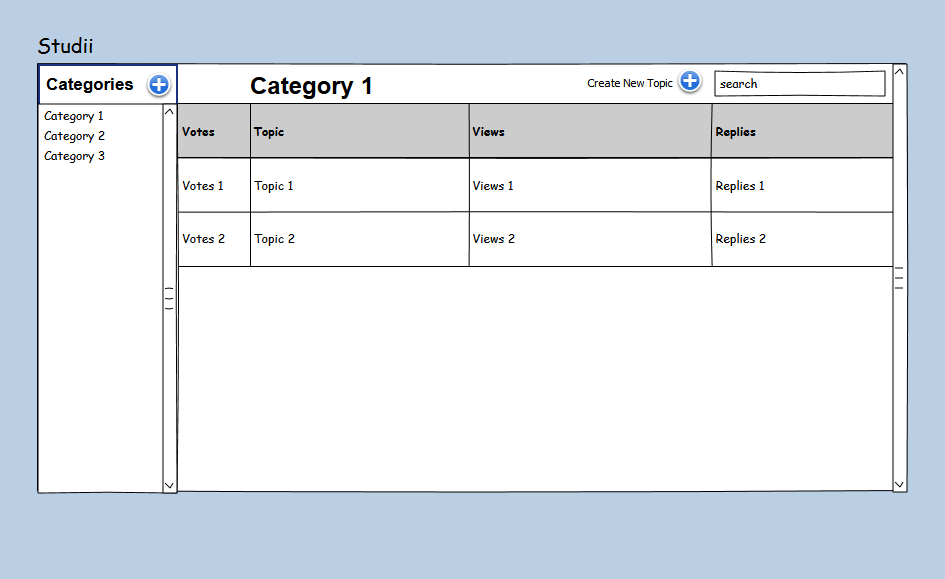 Studii
Categories
Category 1
Category 2
Category 3
Category 1
Create New Topic
search
Votes Topic Views Replies
Votes 1 Topic 1 Views 1 Replies 1
Votes 2 Topic 2 Views 2 Replies 2